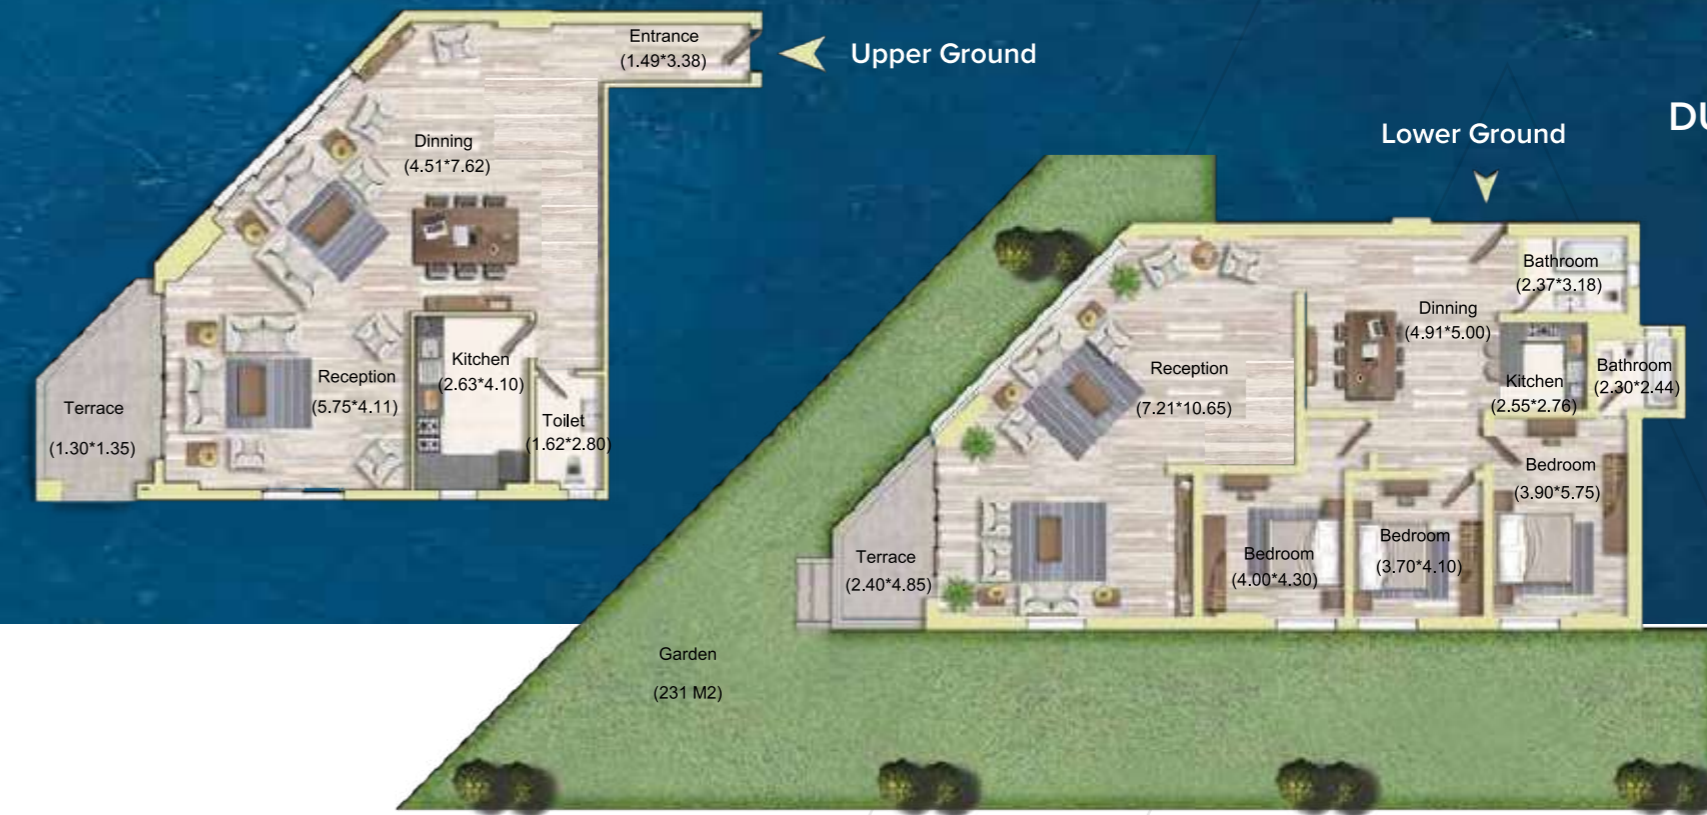 Entrance
(1.49*3.38)
Upper Ground
Dinning
(4.51*7.62)
Kitchen
(2.63*4.10)
Reception
(5.75*4.11)
Toilet
(1.62*2.80)
Terrace
(1.30*1.35)
DU
Lower Ground
Bathroom
(2.37*3.18)
Dinning
(4.91*5.00)
Reception
(7.21*10.65)
Kitchen
(2.55*2.76)
Bathroom
(2.30*2.44)
Bedroom
(3.90*5.75)
Bedroom
(3.70*4.10)
Bedroom
(4.00*4.30)
Terrace
(2.40*4.85)
Garden
(231 M2)